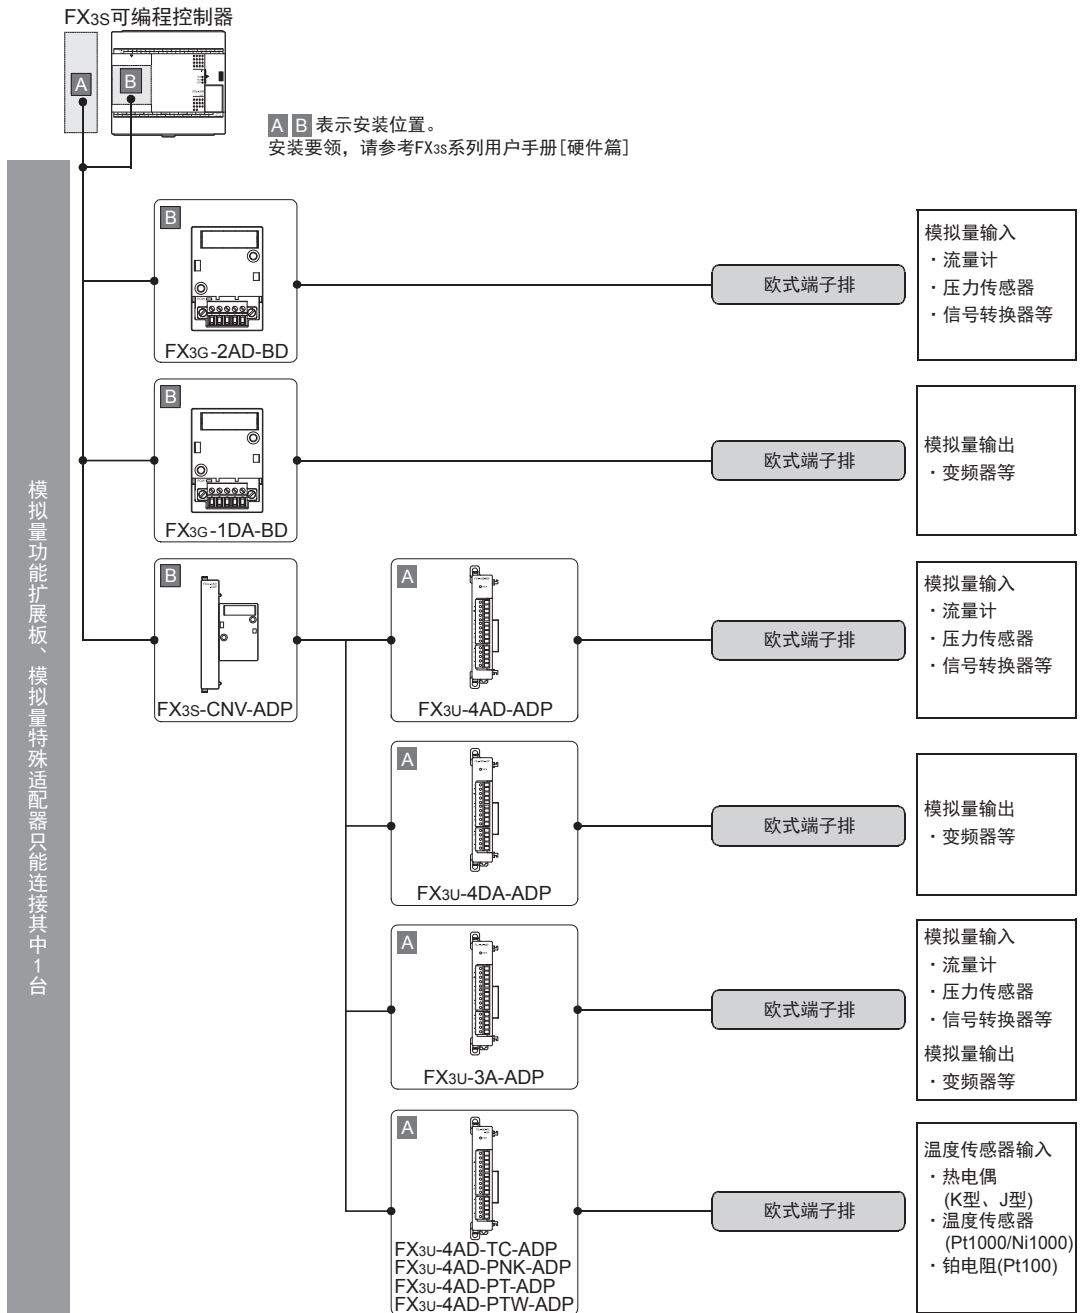 FX3S可编程控制器
A
B
A B 表示安装位置。
安装要领，请参考FX3S系列用户手册[硬件篇]
模拟量功能扩展板、模拟量特殊适配器只能连接其中1台
B
FX3G-2AD-BD
欧式端子排
模拟量输入
・流量计
・压力传感器
・信号转换器等
B
FX3G-1DA-BD
欧式端子排
模拟量输出
・变频器等
B
FX3S-CNV-ADP
A
FX3U-4AD-ADP
欧式端子排
模拟量输入
・流量计
・压力传感器
・信号转换器等
A
FX3U-4DA-ADP
欧式端子排
模拟量输出
・变频器等
A
FX3U-3A-ADP
欧式端子排
模拟量输入
・流量计
・压力传感器
・信号转换器等
模拟量输出
・变频器等
A
FX3U-4AD-TC-ADP
FX3U-4AD-PNK-ADP
FX3U-4AD-PT-ADP
FX3U-4AD-PTW-ADP
欧式端子排
温度传感器输入
・热电偶
(K型、J型)
・温度传感器
(Pt1000/Ni1000)
・铂电阻(Pt100)